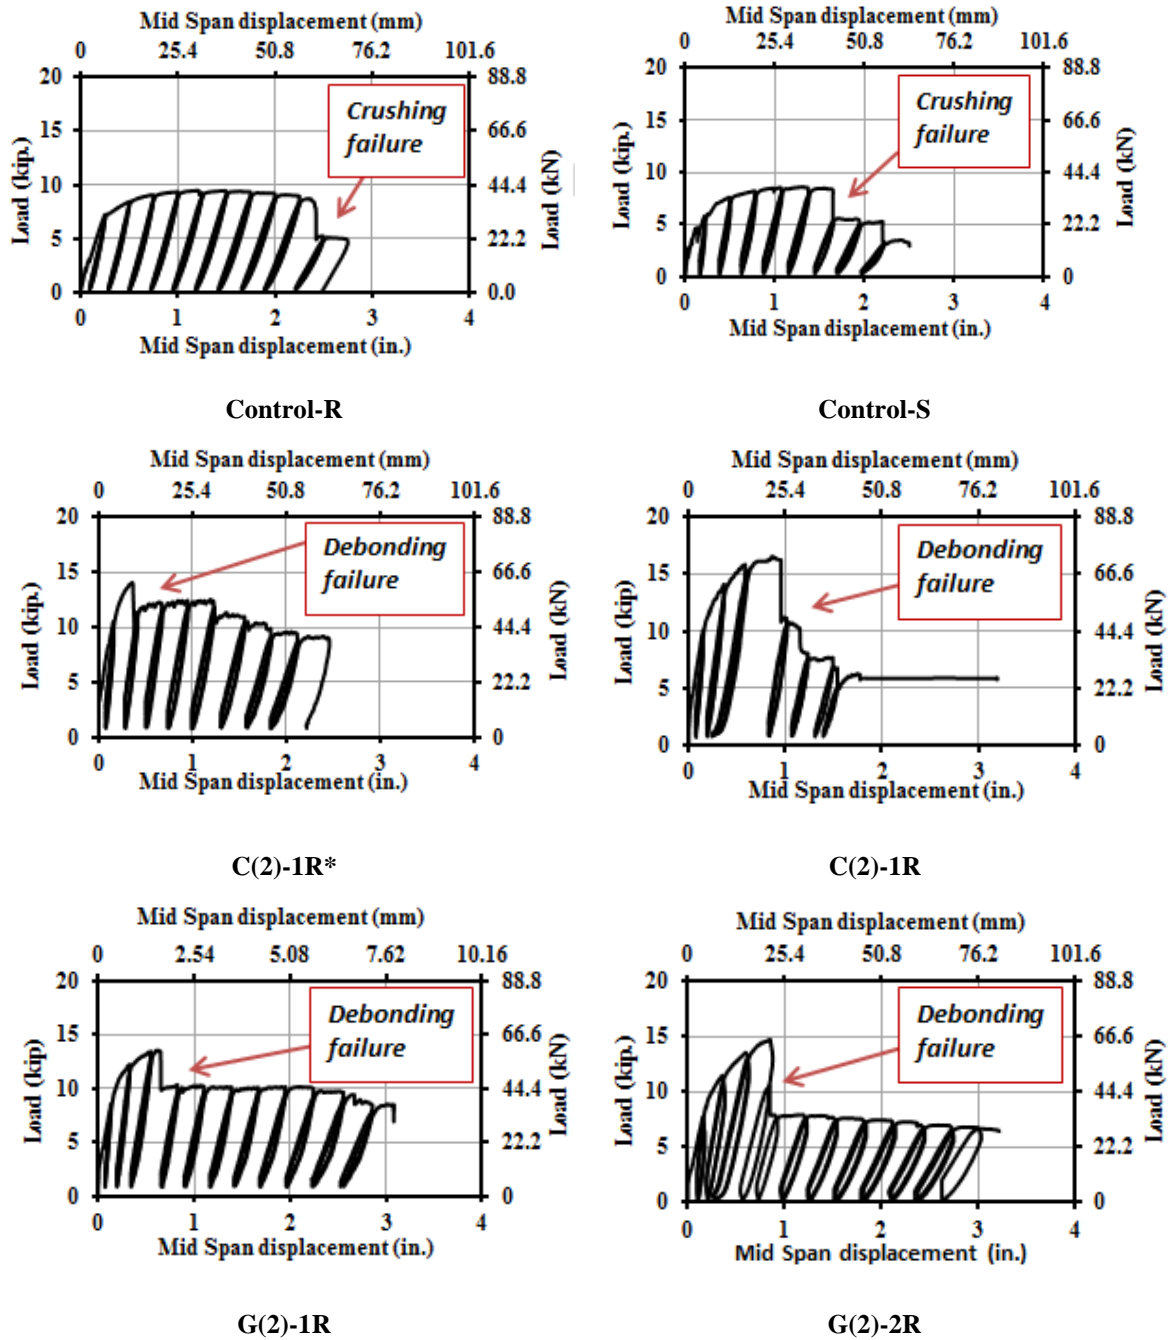 Mid Span displacement (mm)
0 25.4 50.8 76.2 101.6
20 88.8
15 66.6
10 44.4
5 22.2
0 0.0
Load (kip.)
Load (kN)
Crushing
failure
0 1 2 3 4
Mid Span displacement (in.)
Control-R
Mid Span displacement (mm)
0 25.4 50.8 76.2 101.6
20 88.8
15 66.6
10 44.4
5 22.2
0 0
Load (kip.)
Load (kN)
Crushing
failure
0 1 2 3 4
Mid Span displacement (in.)
Control-S
Mid Span displacement (mm)
0 25.4 50.8 76.2 101.6
20 88.8
15 66.6
10 44.4
5 22.2
0 0
Load (kip.)
Load (kN)
Debonding
failure
0 1 2 3 4
Mid Span displacement (in.)
C(2)-1R*
Mid Span displacement (mm)
0 25.4 50.8 76.2 101.6
20 88.8
15 66.6
10 44.4
5 22.2
0 0
Load (kip)
Load (kN)
Debonding
failure
0 1 2 3 4
Mid Span displacement (in.)
C(2)-1R
Mid Span displacement (mm)
0 2.54 5.08 7.62 10.16
20 88.8
15 66.6
10 44.4
5 22.2
0 0
Load (kip)
Load (kN)
Debonding
failure
0 1 2 3 4
Mid Span displacement (in.)
G(2)-1R
Mid Span displacement (mm)
0 25.4 50.8 76.2 101.6
20 88.8
15 66.6
10 44.4
5 22.2
0 0
Load (kip.)
Load (kN)
Debonding
failure
0 1 2 3 4
Mid Span displacement (in.)
G(2)-2R